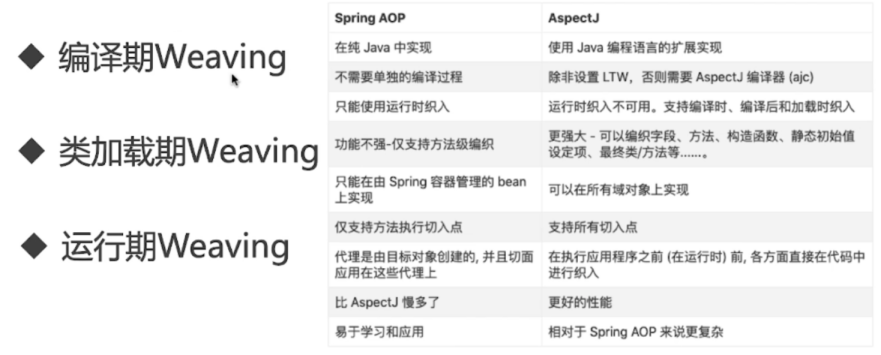 ◆ 编译期Weaving
◆ 类加载期Weaving
◆ 运行期Weaving
Spring AOP AspectJ
在纯 Java 中实现 使用 Java 编程语言的扩展实现
不需要单独的编译过程 除非设置 LTW，否则需要 AspectJ 编译器 (ajc)
只能使用运行时织入 运行时织入不可用。支持编译时、编译后和加载时织入
功能不强-仅支持方法级编织 更强大 - 可以编织字段、方法、构造函数、静态初始值
设定项、最终类/方法等......。
只能在由 Spring 容器管理的 bean
上实现 可以在所有域对象上实现
仅支持方法执行切入点 支持所有切入点
代理是由目标对象创建的, 并且切面
应用在这些代理上 在执行应用程序之前 (在运行时) 前, 各方面直接在代码中
进行织入
比 AspectJ 慢多了 更好的性能
易于学习和应用 相对于 Spring AOP 来说更复杂